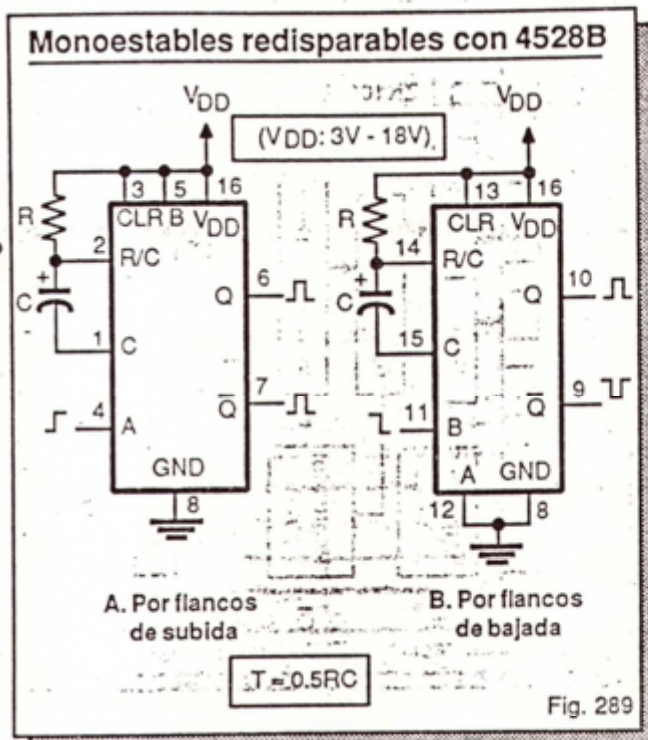 Monoestables redisparables con 4528B
VDD
(VDD: 3V - 18V)
VDD
3 5 16
13 16
R
CLR B VDD
R
CLR VDD
2
R/C
14
R/C
+
C
6
Q
+
C
10
Q
1
C
15
C
7
Q̅
9
Q̅
4
A
11
B
GND
A GND
8
12 8
A. Por flancos
de subida
B. Por flancos
de bajada
T = 0.5RC
Fig. 289